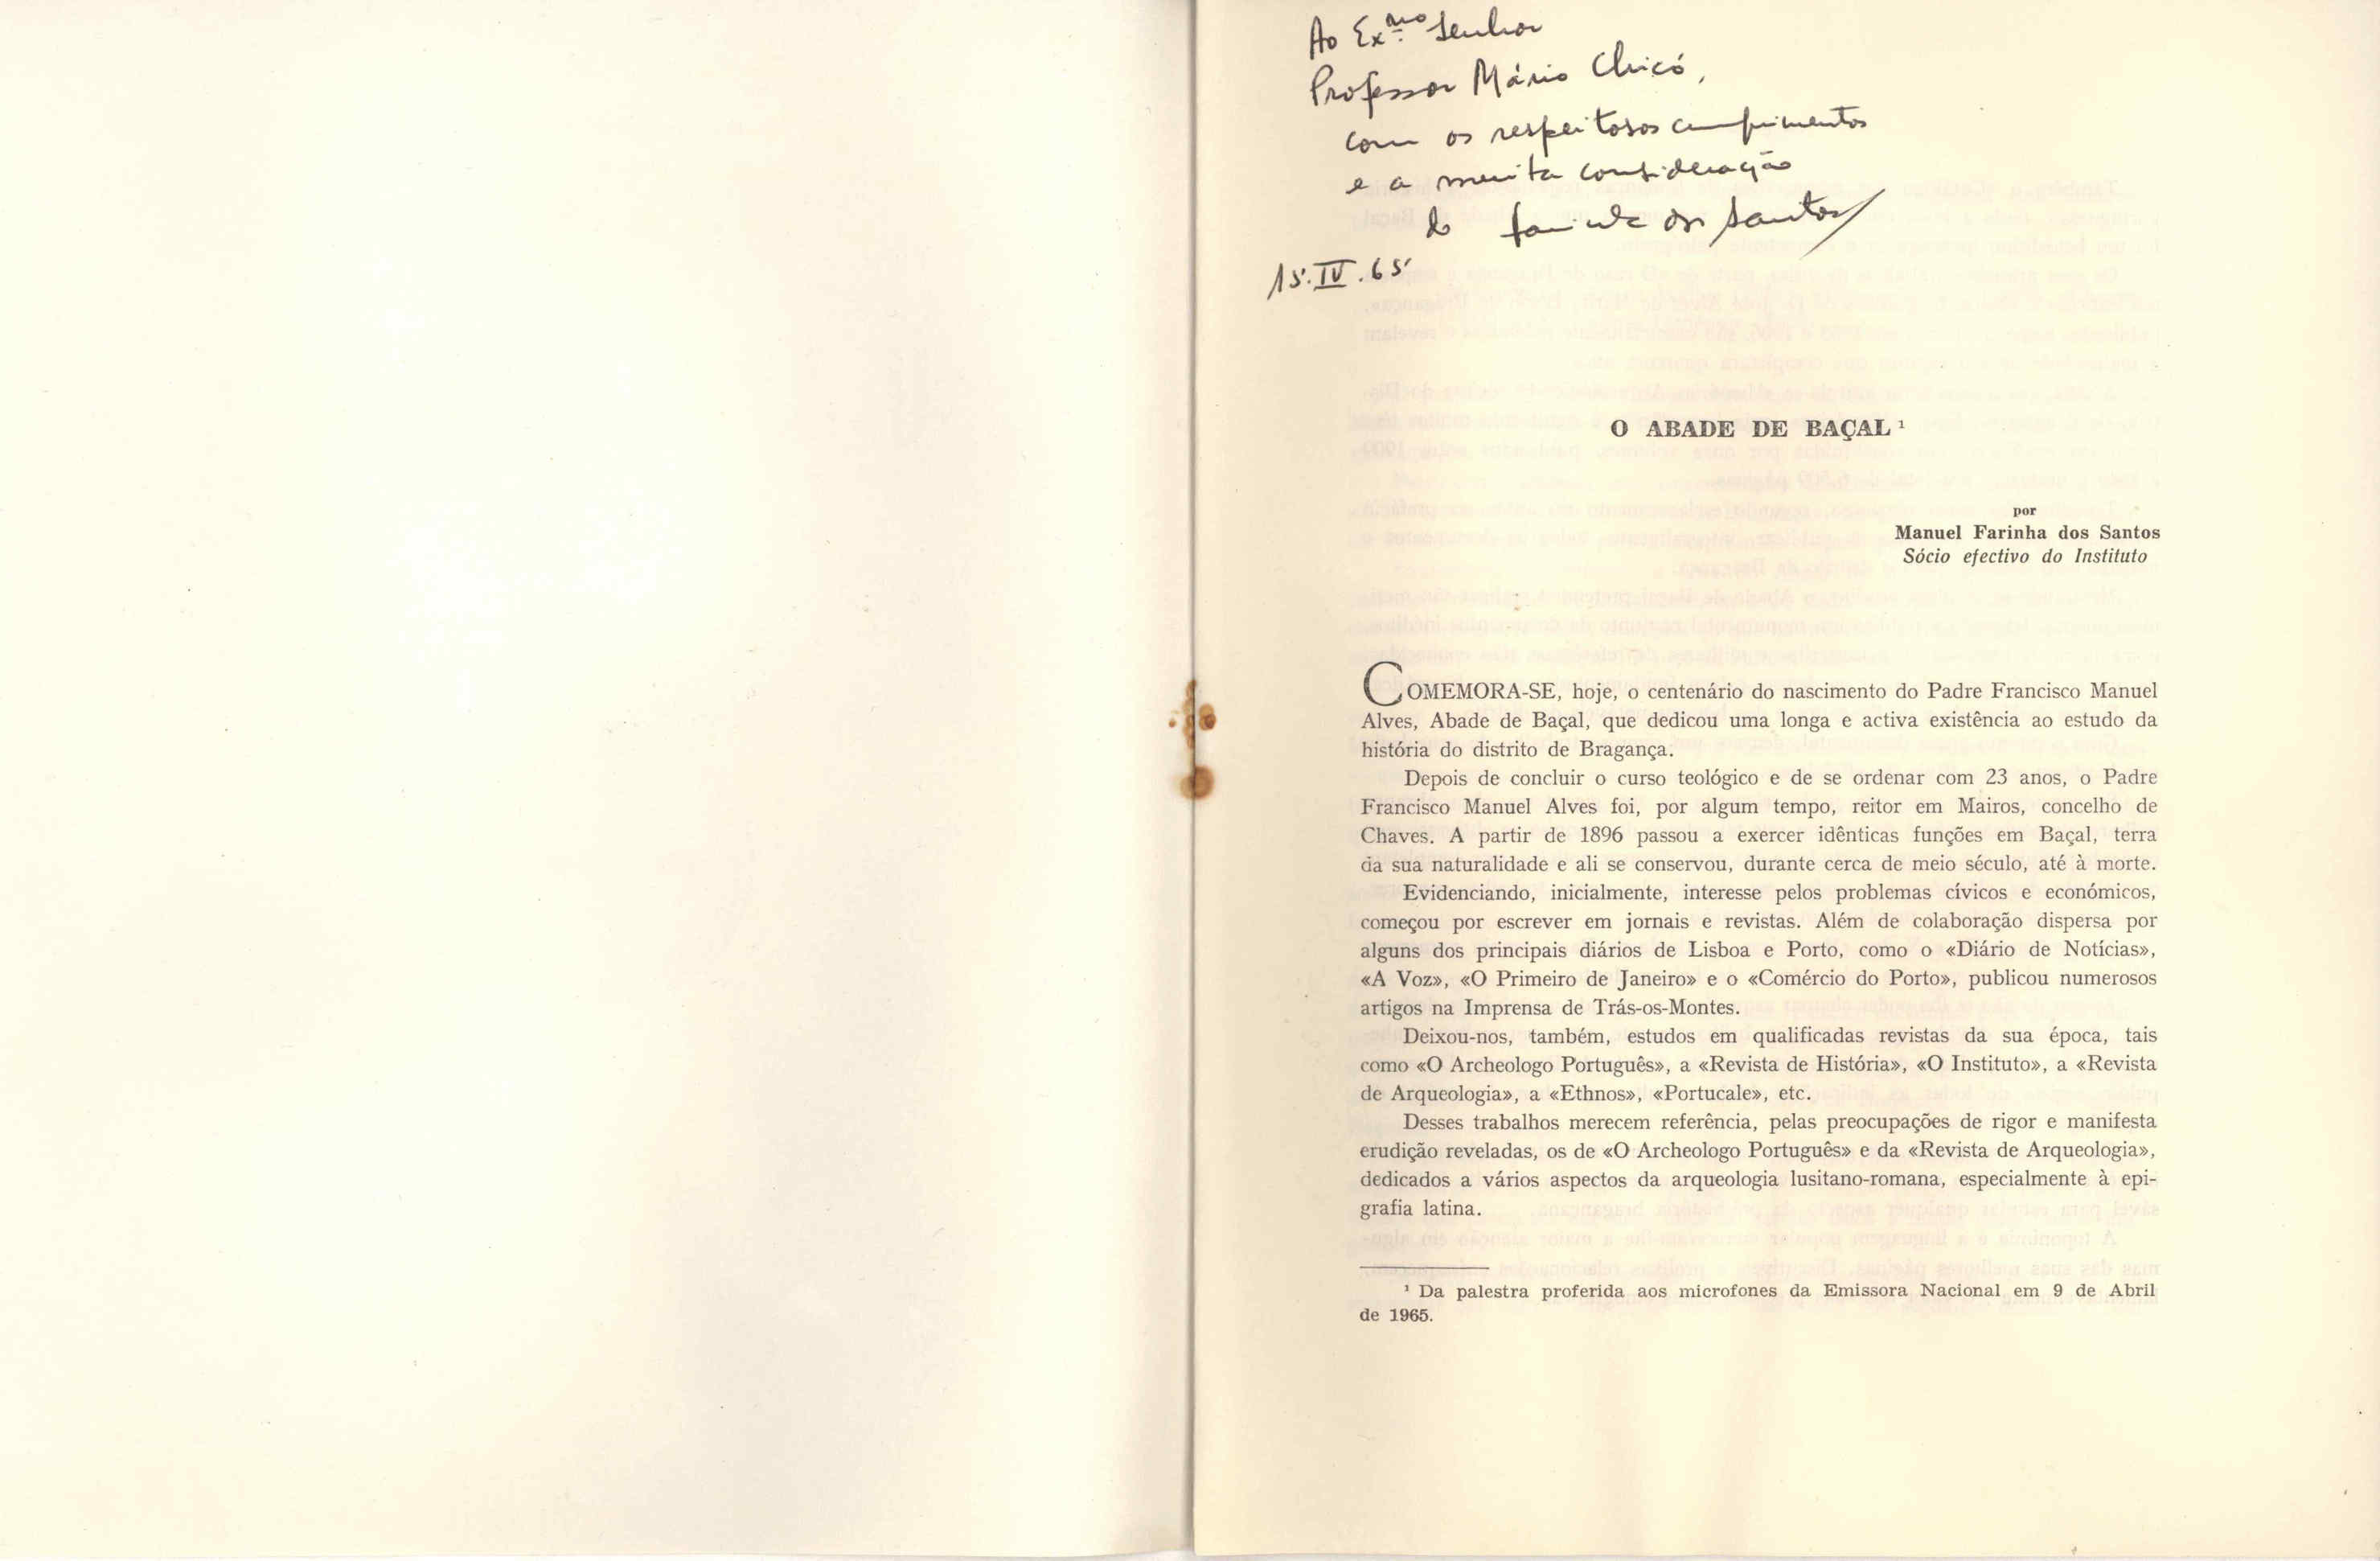 Ao Ex.mo Senhor
Professor Mário Chicó,
com os respeitosos cumprimentos
e a muita consideração
do Farinha dos Santos
15.IV.65
O ABADE DE BAÇAL ¹
por
Manuel Farinha dos Santos
Sócio efectivo do Instituto
COMEMORA-SE, hoje, o centenário do nascimento do Padre Francisco Manuel
Alves, Abade de Baçal, que dedicou uma longa e activa existência ao estudo da
história do distrito de Bragança.
Depois de concluir o curso teológico e de se ordenar com 23 anos, o Padre
Francisco Manuel Alves foi, por algum tempo, reitor em Mairos, concelho de
Chaves. A partir de 1896 passou a exercer idênticas funções em Baçal, terra
da sua naturalidade e ali se conservou, durante cerca de meio século, até à morte.
Evidenciando, inicialmente, interesse pelos problemas cívicos e económicos,
começou por escrever em jornais e revistas. Além de colaboração dispersa por
alguns dos principais diários de Lisboa e Porto, como o «Diário de Notícias»,
«A Voz», «O Primeiro de Janeiro» e o «Comércio do Porto», publicou numerosos
artigos na Imprensa de Trás-os-Montes.
Deixou-nos, também, estudos em qualificadas revistas da sua época, tais
como «O Archeologo Português», a «Revista de História», «O Instituto», a «Revista
de Arqueologia», a «Ethnos», «Portucale», etc.
Desses trabalhos merecem referência, pelas preocupações de rigor e manifesta
erudição reveladas, os de «O Archeologo Português» e da «Revista de Arqueologia»,
dedicados a vários aspectos da arqueologia lusitano-romana, especialmente à epi-
grafia latina.
¹ Da palestra proferida aos microfones da Emissora Nacional em 9 de Abril
de 1965.